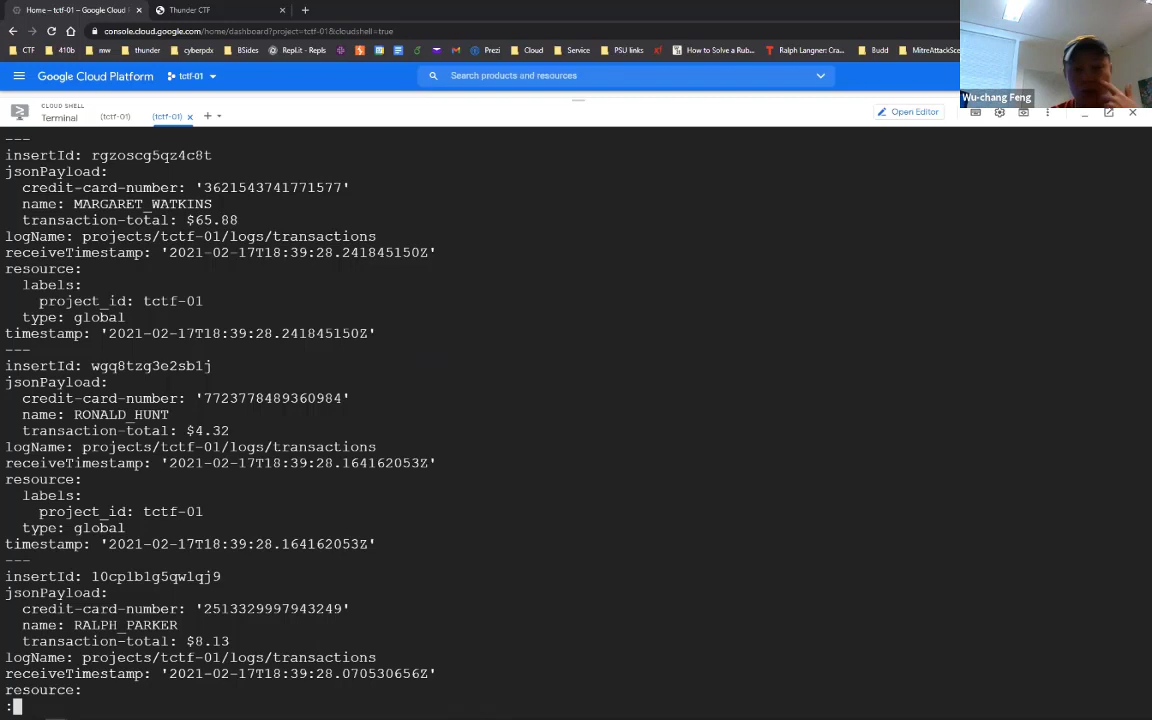 Home – tctf-01 – Google Cloud
Thunder CTF
console.cloud.google.com/home/dashboard?project=tctf-01&cloudshell=true
CTF 410b mw thunder cyberpdx BSides Repl.it - Repls Prezi Cloud Service PSU links How to Solve a Rub... Ralph Langner: Cra... Budd MitreAttackSce
Google Cloud Platform tctf-01 Search products and resources
Wu-chang Feng
CLOUD SHELL
Terminal (tctf-01) (tctf-01) Open Editor
---
insertId: rgzoscg5qz4c8t
jsonPayload:
credit-card-number: '3621543741771577'
name: MARGARET_WATKINS
transaction-total: $65.88
logName: projects/tctf-01/logs/transactions
receiveTimestamp: '2021-02-17T18:39:28.241845150Z'
resource:
labels:
project_id: tctf-01
type: global
timestamp: '2021-02-17T18:39:28.241845150Z'
---
insertId: wgq8tzg3e2sb1j
jsonPayload:
credit-card-number: '7723778489360984'
name: RONALD_HUNT
transaction-total: $4.32
logName: projects/tctf-01/logs/transactions
receiveTimestamp: '2021-02-17T18:39:28.164162053Z'
resource:
labels:
project_id: tctf-01
type: global
timestamp: '2021-02-17T18:39:28.164162053Z'
---
insertId: 10cplb1g5qw1qj9
jsonPayload:
credit-card-number: '2513329997943249'
name: RALPH_PARKER
transaction-total: $8.13
logName: projects/tctf-01/logs/transactions
receiveTimestamp: '2021-02-17T18:39:28.070530656Z'
resource:
: